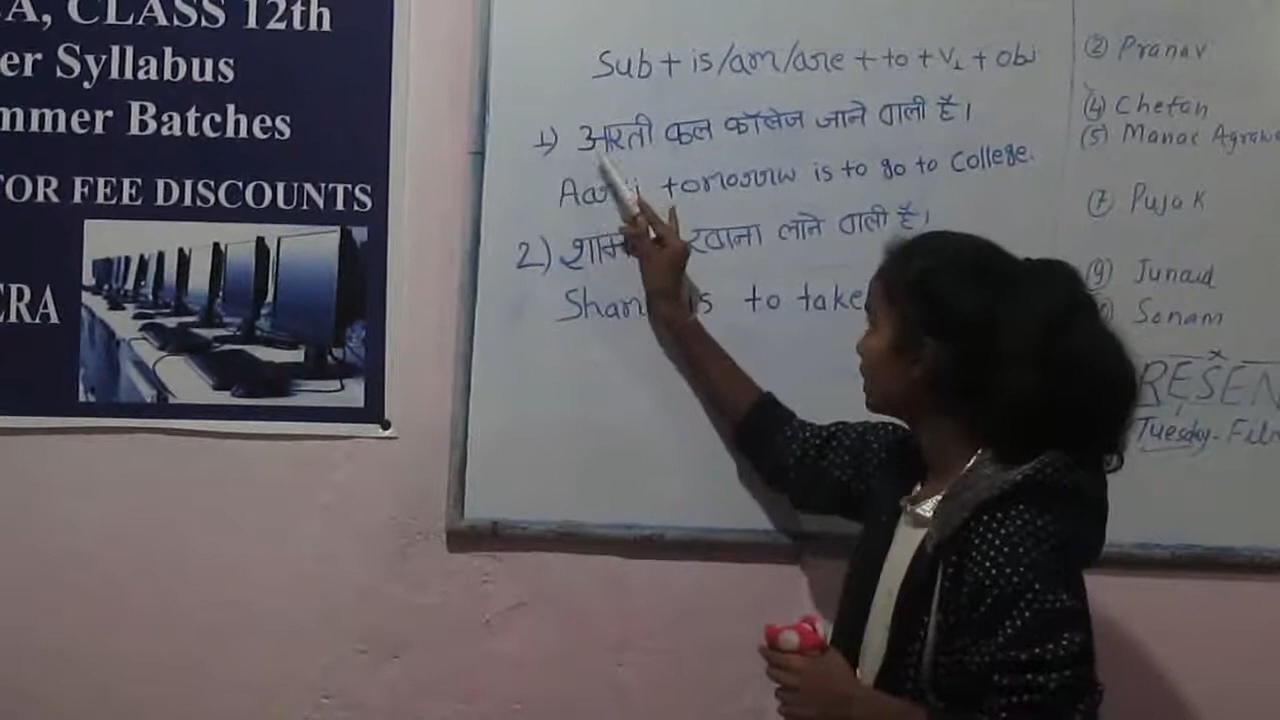 A, CLASS 12th
er Syllabus
mmer Batches
FOR FEE DISCOUNTS
ERA
Sub + is/am/are + to + V1 + obj
1) आरती कल कॉलेज जाने वाली है।
tomorrow is to go to College.
2) खाना लाने वाली है।
is to take
② Pranav
④ Chetan
⑤ Manas Agrawa
⑦ Puja K
⑨ Junaid
Sonam
RESEN
Tuesday - Film